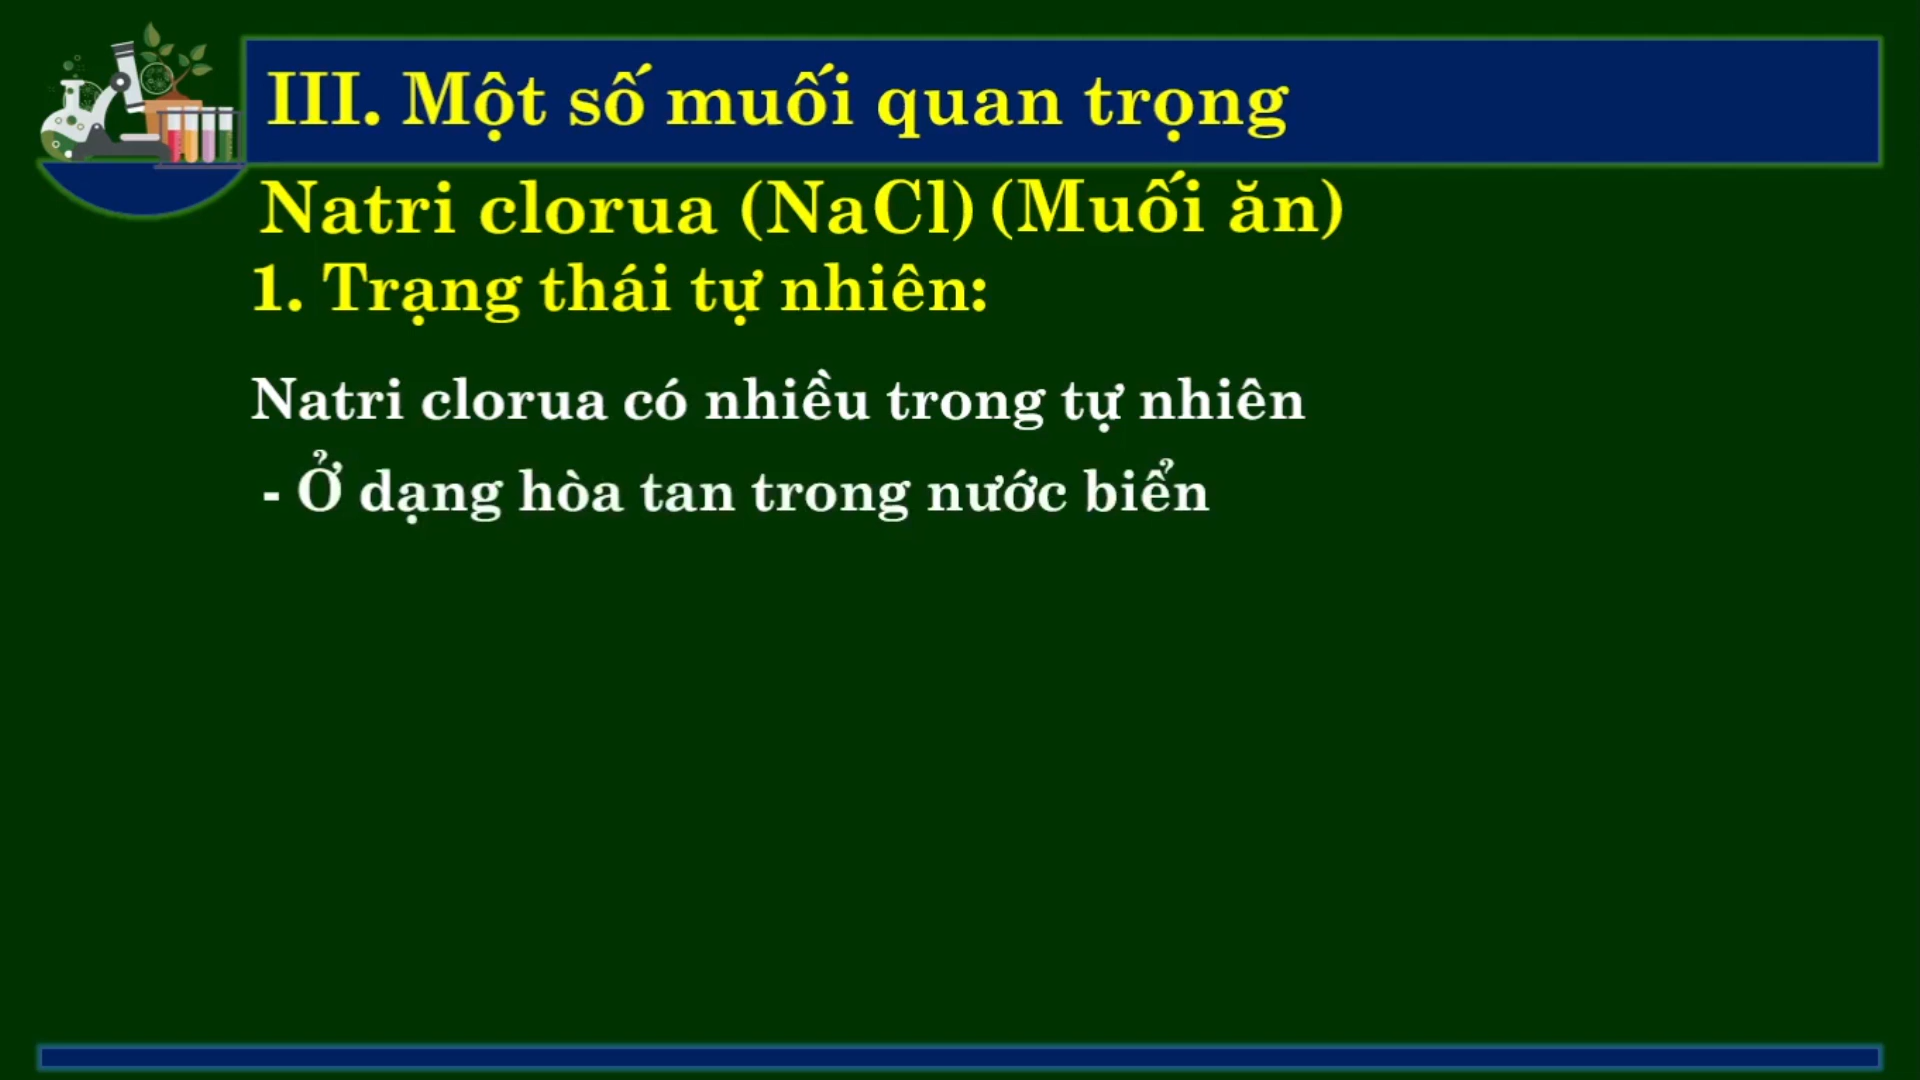 III. Một số muối quan trọng
Natri clorua (NaCl) (Muối ăn)
1. Trạng thái tự nhiên:
Natri clorua có nhiều trong tự nhiên
- Ở dạng hòa tan trong nước biển